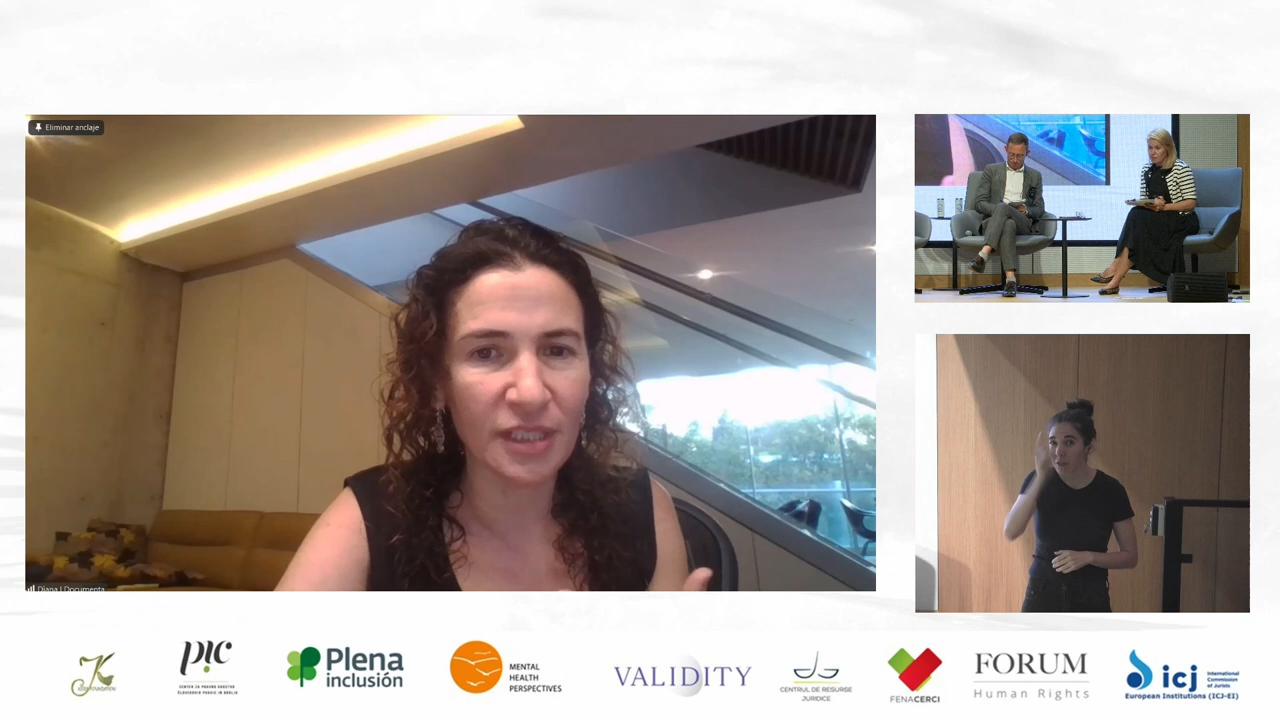 Eliminar anclaje
Diana | Documenta
K
FOUNDATION
PIC
Plena
inclusión
MENTAL
HEALTH
PERSPECTIVES
VALIDITY
CENTRUL DE RESURSE
JURIDICE
FENACERCI
FORUM
Human Rights
icj
International
Commission
of Jurists
European Institutions (ICJ-EI)